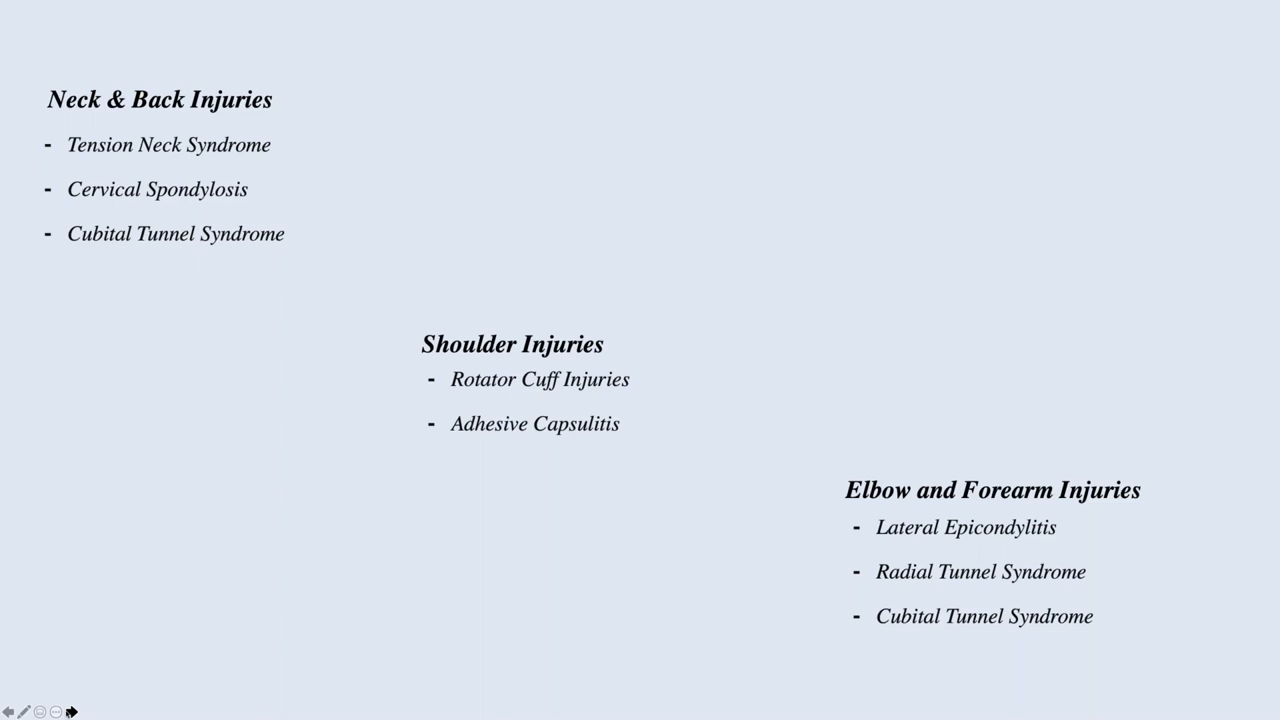 Neck & Back Injuries
- Tension Neck Syndrome
- Cervical Spondylosis
- Cubital Tunnel Syndrome
Shoulder Injuries
- Rotator Cuff Injuries
- Adhesive Capsulitis
Elbow and Forearm Injuries
- Lateral Epicondylitis
- Radial Tunnel Syndrome
- Cubital Tunnel Syndrome